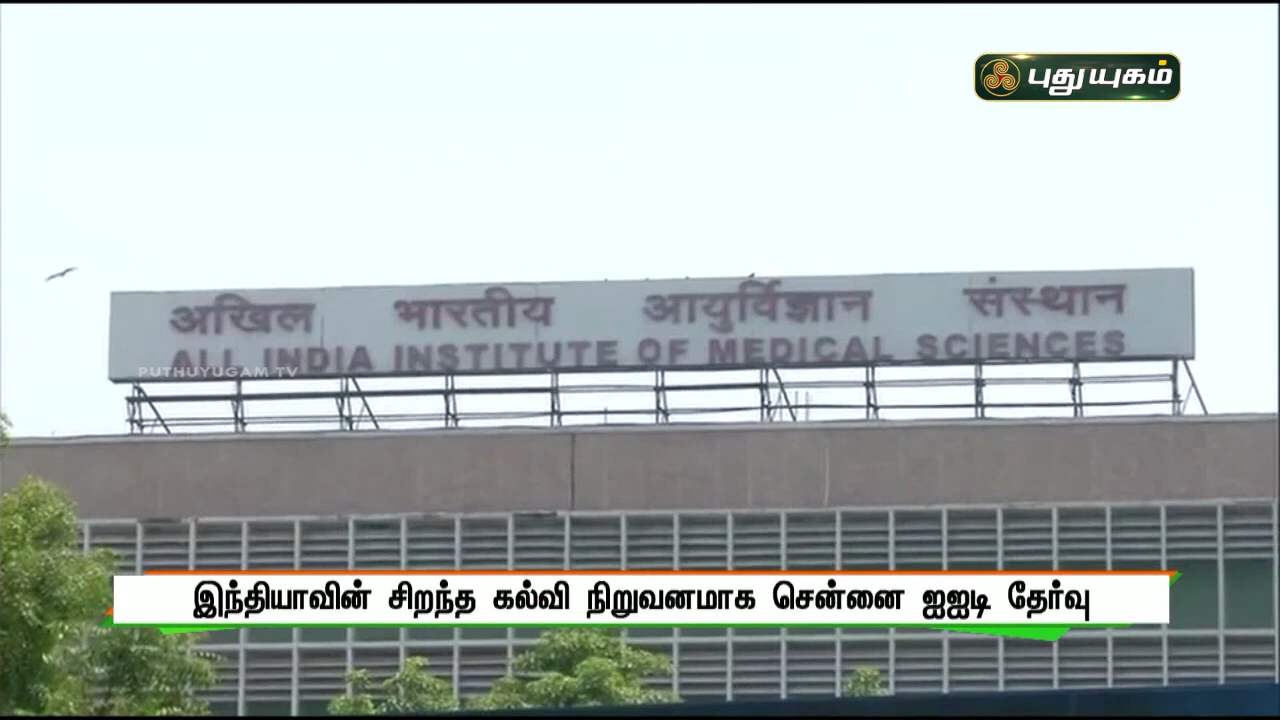 புதுயுகம்
अखिल भारतीय आयुर्विज्ञान संस्थान
ALL INDIA INSTITUTE OF MEDICAL SCIENCES
PUTHUYUGAM TV
இந்தியாவின் சிறந்த கல்வி நிறுவனமாக சென்னை ஐஐடி தேர்வு